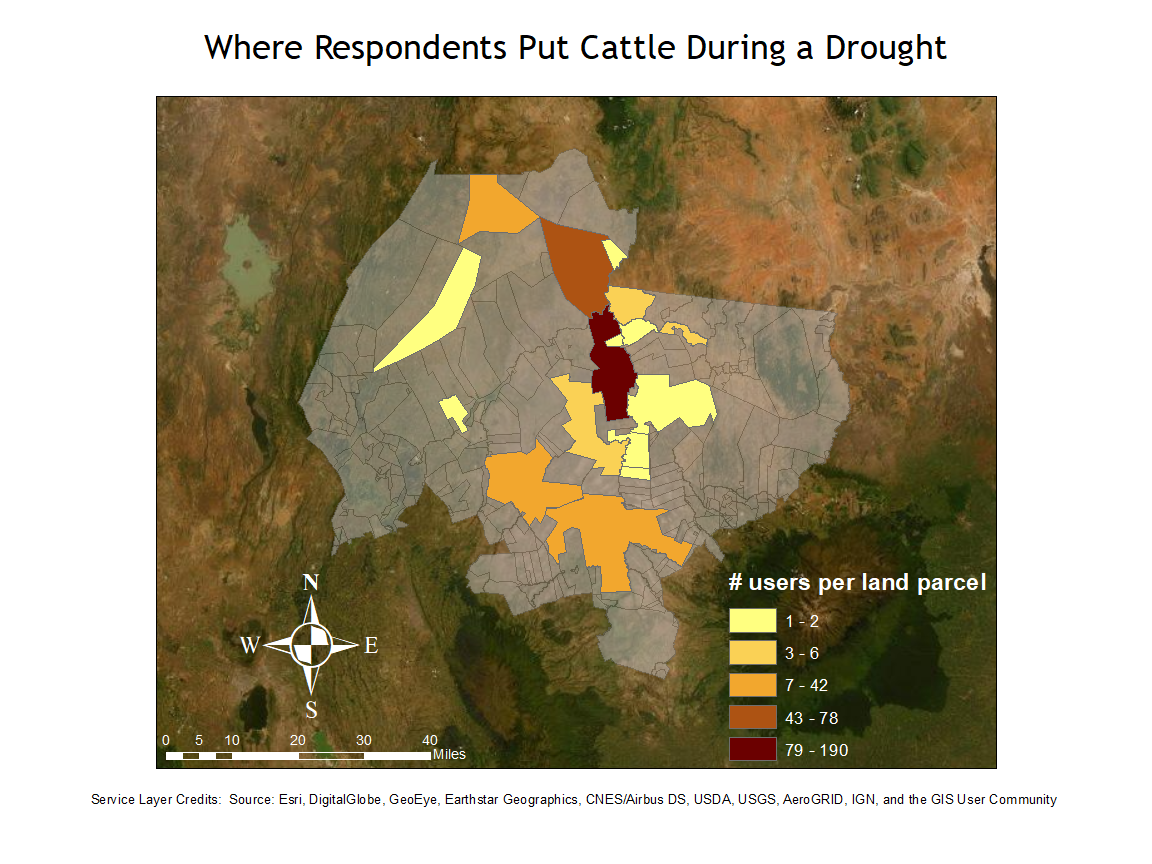 Where Respondents Put Cattle During a Drought
# users per land parcel
1 - 2
3 - 6
7 - 42
43 - 78
79 - 190
N
W E
S
0 5 10 20 30 40
Miles
Service Layer Credits: Source: Esri, DigitalGlobe, GeoEye, Earthstar Geographics, CNES/Airbus DS, USDA, USGS, AeroGRID, IGN, and the GIS User Community